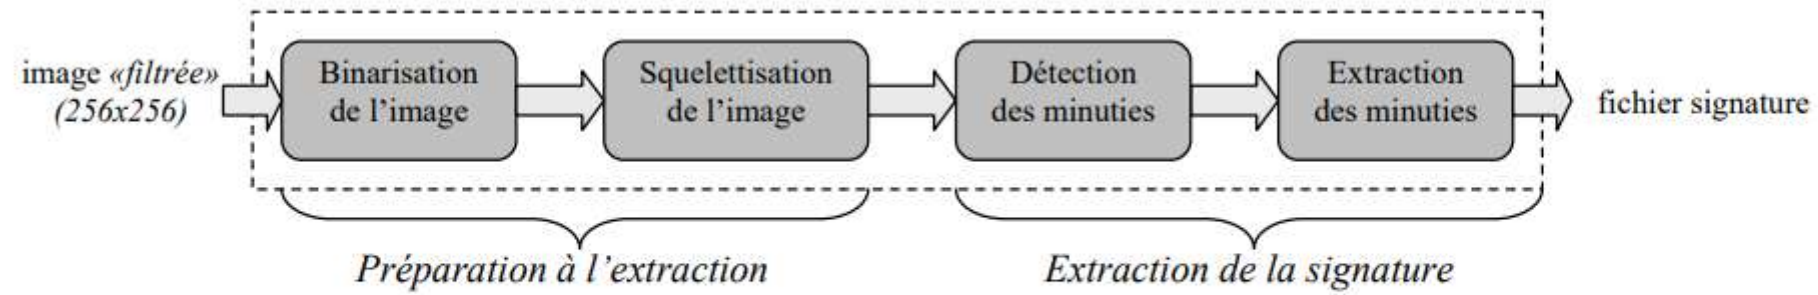 image «filtrée»
(256x256)
Binarisation
de l’image
Squelettisation
de l’image
Détection
des minuties
Extraction
des minuties
fichier signature
Préparation à l’extraction
Extraction de la signature